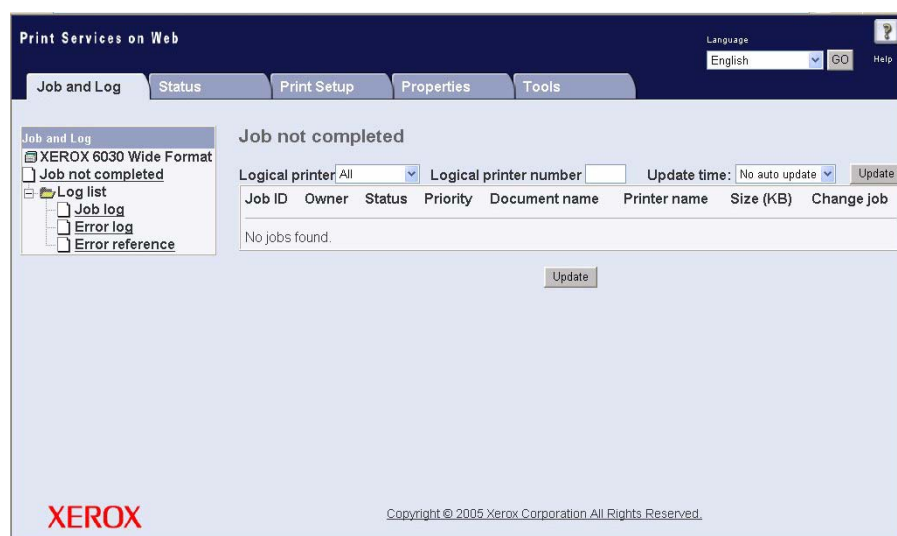 Print Services on Web
Language
English GO Help
Job and Log Status Print Setup Properties Tools
Job and Log
XEROX 6030 Wide Format
Job not completed
Log list
Job log
Error log
Error reference
Job not completed
Logical printer All Logical printer number Update time: No auto update Update
Job ID Owner Status Priority Document name Printer name Size (KB) Change job
No jobs found.
Update
XEROX
Copyright © 2005 Xerox Corporation All Rights Reserved.